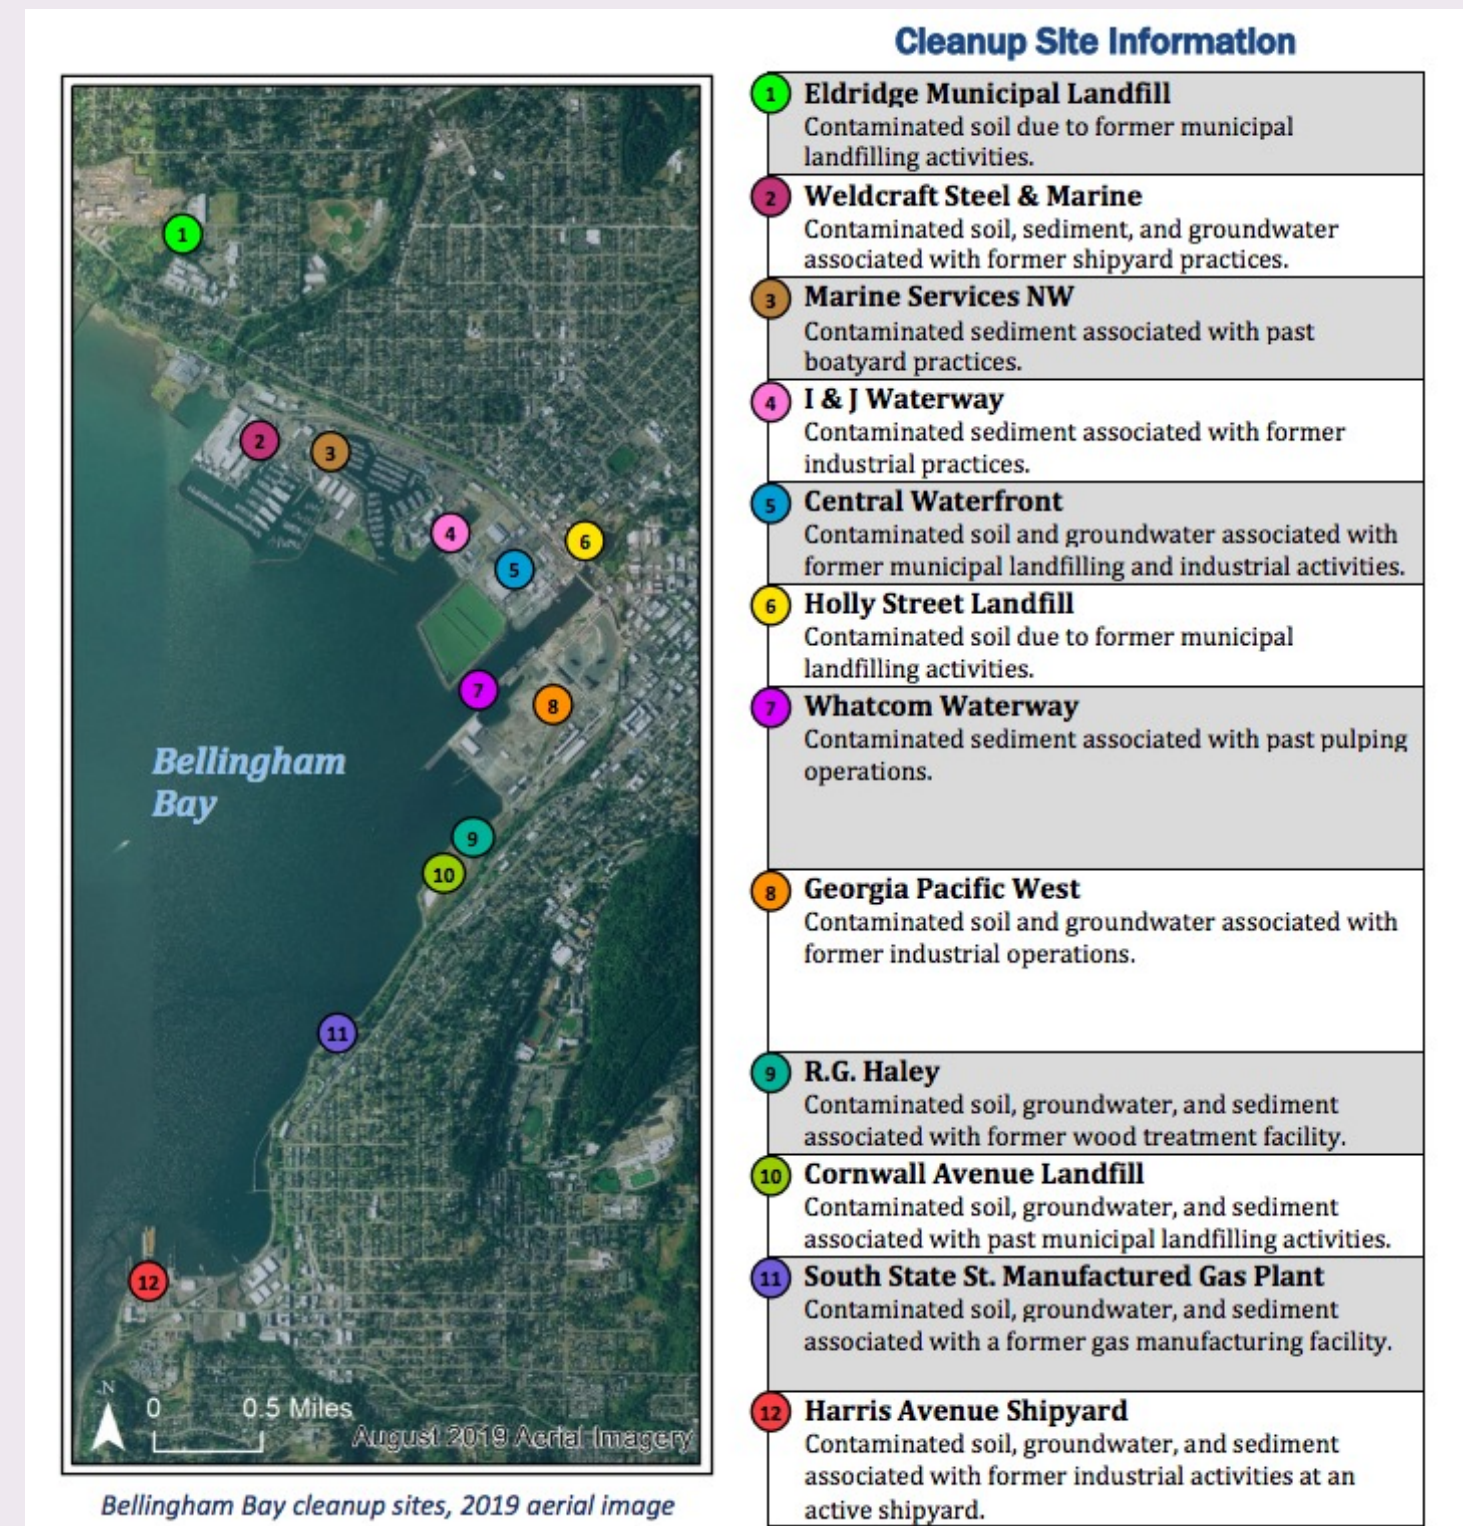 Cleanup Site Information
1
Eldridge Municipal Landfill
Contaminated soil due to former municipal
landfilling activities.
2
Weldcraft Steel & Marine
Contaminated soil, sediment, and groundwater
associated with former shipyard practices.
3
Marine Services NW
Contaminated sediment associated with past
boatyard practices.
4
I & J Waterway
Contaminated sediment associated with former
industrial practices.
5
Central Waterfront
Contaminated soil and groundwater associated with
former municipal landfilling and industrial activities.
6
Holly Street Landfill
Contaminated soil due to former municipal
landfilling activities.
7
Whatcom Waterway
Contaminated sediment associated with past pulping
operations.
8
Georgia Pacific West
Contaminated soil and groundwater associated with
former industrial operations.
9
R.G. Haley
Contaminated soil, groundwater, and sediment
associated with former wood treatment facility.
10
Cornwall Avenue Landfill
Contaminated soil, groundwater, and sediment
associated with past municipal landfilling activities.
11
South State St. Manufactured Gas Plant
Contaminated soil, groundwater, and sediment
associated with a former gas manufacturing facility.
12
Harris Avenue Shipyard
Contaminated soil, groundwater, and sediment
associated with former industrial activities at an
active shipyard.
1
2
3
4
6
5
7
8
Bellingham
Bay
9
10
11
12
N
0 0.5 Miles
August 2019 Aerial Imagery
Bellingham Bay cleanup sites, 2019 aerial image